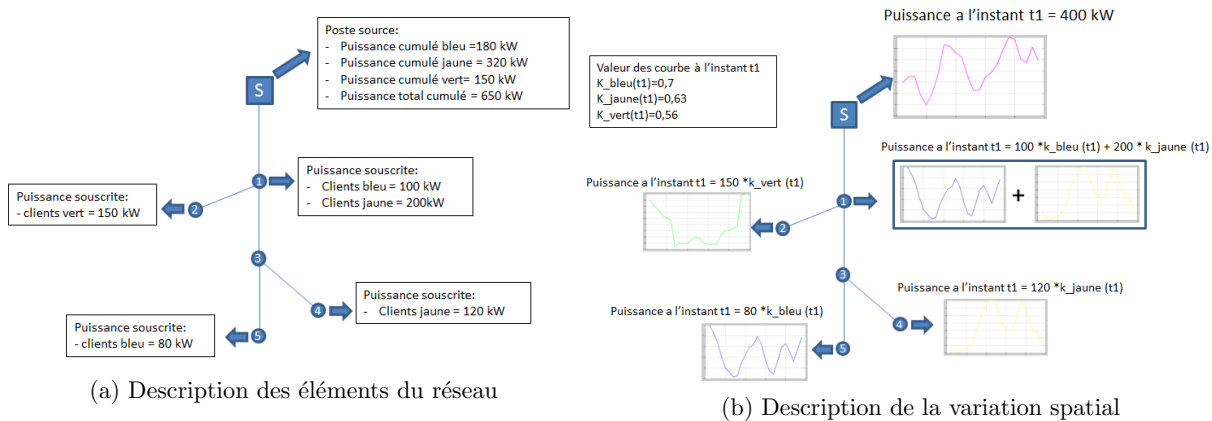 Poste source:
- Puissance cumulé bleu =180 kW
- Puissance cumulé jaune = 320 kW
- Puissance cumulé vert= 150 kW
- Puissance total cumulé = 650 kW
S
Puissance souscrite:
- Clients bleu = 100 kW
- Clients jaune = 200kW
1
Puissance souscrite:
- clients vert = 150 kW
2
3
Puissance souscrite:
- Clients jaune = 120 kW
4
Puissance souscrite:
- clients bleu = 80 kW
5
(a) Description des éléments du réseau
Puissance a l'instant t1 = 400 kW
Valeur des courbe à l'instant t1
K_bleu(t1)=0,7
K_jaune(t1)=0,63
K_vert(t1)=0,56
S
Puissance a l'instant t1 = 100 *k_bleu (t1) + 200 * k_jaune (t1)
+
1
Puissance a l'instant t1 = 150 *k_vert (t1)
2
3
Puissance a l'instant t1 = 120 *k_jaune (t1)
4
Puissance a l'instant t1 = 80 *k_bleu (t1)
5
(b) Description de la variation spatial